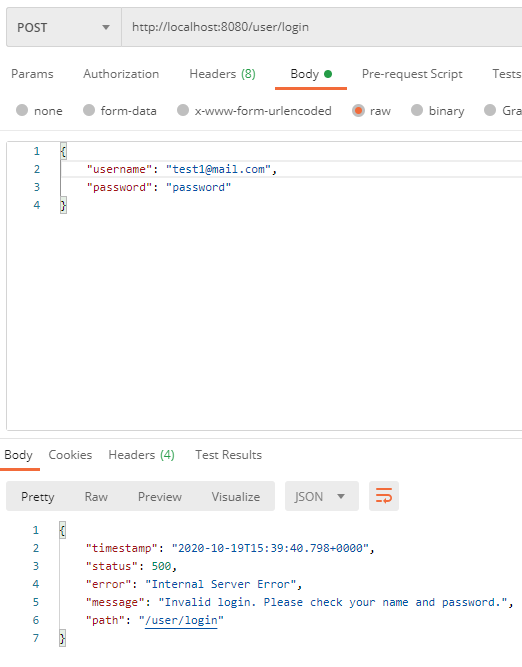 POST http://localhost:8080/user/login
Params Authorization Headers (8) Body Pre-request Script Tests
none form-data x-www-form-urlencoded raw binary Gra
1 {
2 "username": "test1@mail.com",
3 "password": "password"
4 }
Body Cookies Headers (4) Test Results
Pretty Raw Preview Visualize JSON
1 {
2 "timestamp": "2020-10-19T15:39:40.798+0000",
3 "status": 500,
4 "error": "Internal Server Error",
5 "message": "Invalid login. Please check your name and password.",
6 "path": "/user/login"
7 }